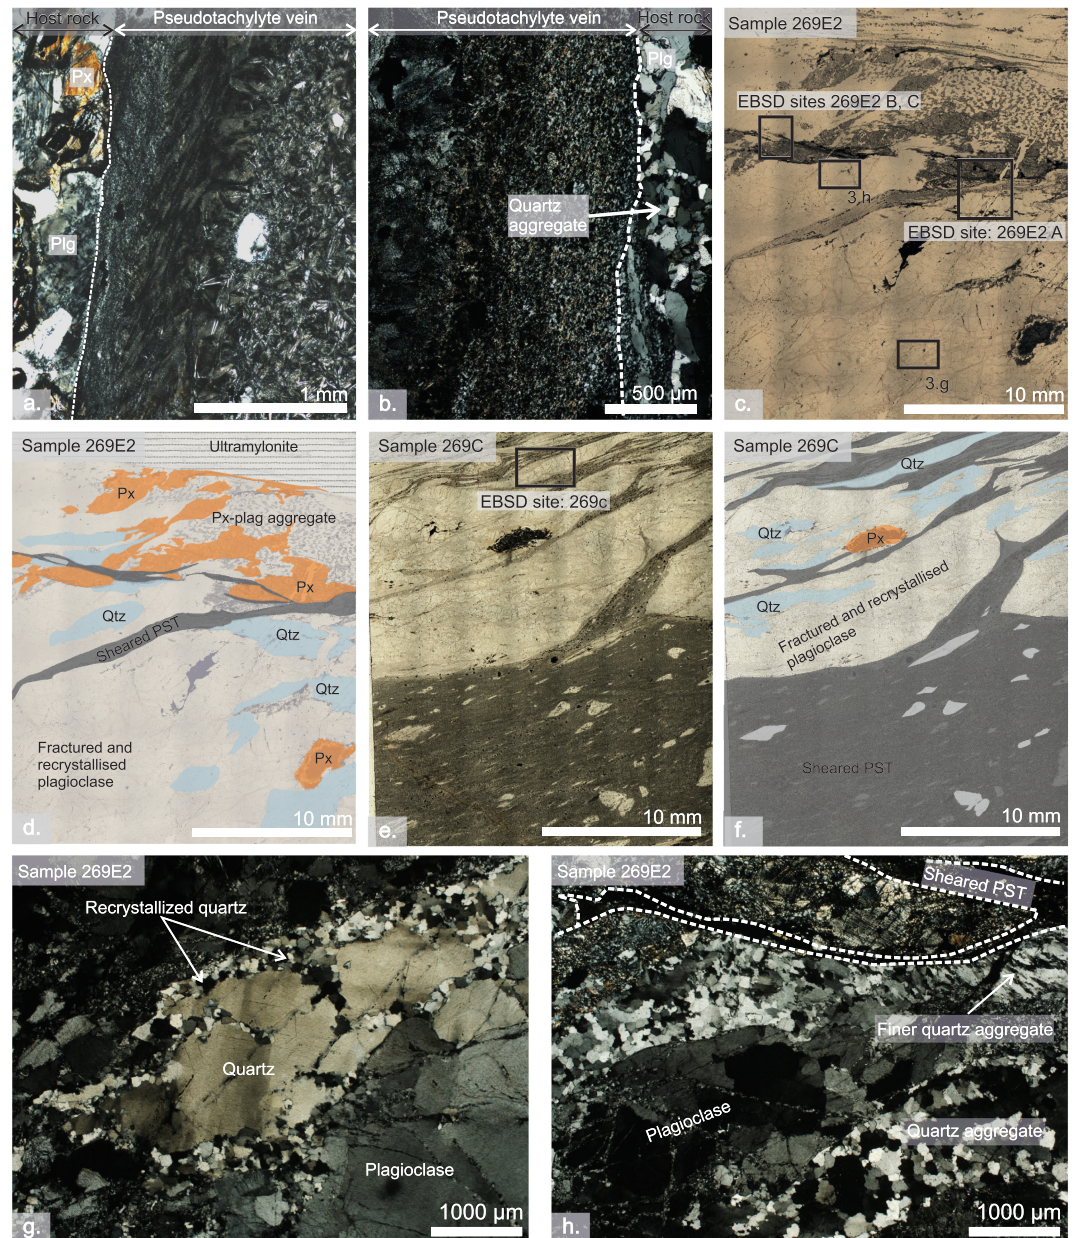 Host rock
Pseudotachylyte vein
Px
Plg
1 mm
a.
Pseudotachylyte vein
Host rock
Plg
Quartz
aggregate
500 µm
b.
Sample 269E2
EBSD sites 269E2 B, C
3.h
EBSD site: 269E2 A
3.g
10 mm
c.
Sample 269E2
Ultramylonite
Px
Px-plag aggregate
Px
Qtz
Sheared PST
Qtz
Qtz
Fractured and
recrystallised
plagioclase
Px
10 mm
d.
Sample 269C
EBSD site: 269c
10 mm
e.
Sample 269C
Qtz
Qtz
Px
Qtz
Fractured and recrystallised
plagioclase
Sheared PST
10 mm
f.
Sample 269E2
Recrystallized quartz
Quartz
Plagioclase
1000 µm
g.
Sample 269E2
Sheared PST
Finer quartz aggregate
Plagioclase
Quartz aggregate
1000 µm
h.